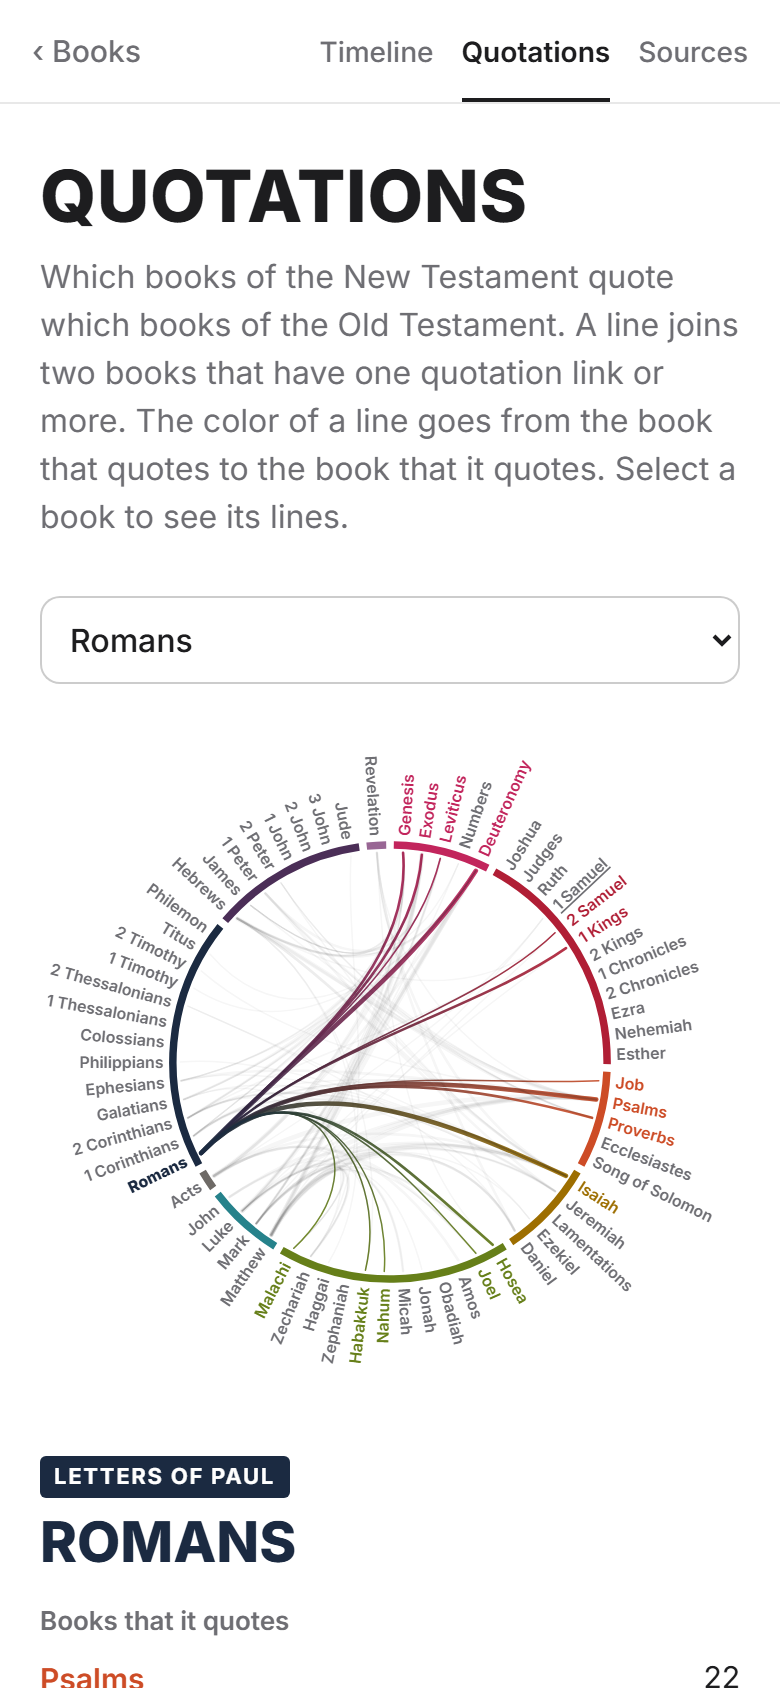 ‹ Books
Timeline
Quotations
Sources
QUOTATIONS
Which books of the New Testament quote
which books of the Old Testament. A line joins
two books that have one quotation link or
more. The color of a line goes from the book
that quotes to the book that it quotes. Select a
book to see its lines.
Romans
Genesis
Exodus
Leviticus
Numbers
Deuteronomy
Joshua
Judges
Ruth
1 Samuel
2 Samuel
1 Kings
2 Kings
1 Chronicles
2 Chronicles
Ezra
Nehemiah
Esther
Job
Psalms
Proverbs
Ecclesiastes
Song of Solomon
Isaiah
Jeremiah
Lamentations
Ezekiel
Daniel
Hosea
Joel
Amos
Obadiah
Jonah
Micah
Nahum
Habakkuk
Zephaniah
Haggai
Zechariah
Malachi
Matthew
Mark
Luke
John
Acts
Romans
1 Corinthians
2 Corinthians
Galatians
Ephesians
Philippians
Colossians
1 Thessalonians
2 Thessalonians
1 Timothy
2 Timothy
Titus
Philemon
Hebrews
James
1 Peter
2 Peter
1 John
2 John
3 John
Jude
Revelation
LETTERS OF PAUL
ROMANS
Books that it quotes
Psalms 22